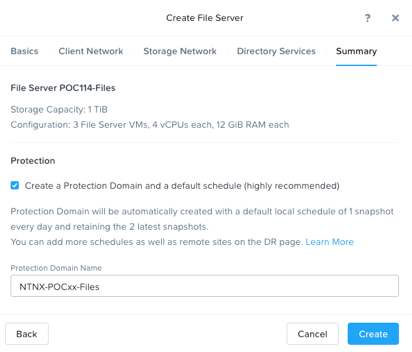 Create File Server
? ×
Basics Client Network Storage Network Directory Services Summary
File Server POC114-Files
Storage Capacity: 1 TiB
Configuration: 3 File Server VMs, 4 vCPUs each, 12 GiB RAM each
Protection
Create a Protection Domain and a default schedule (highly recommended)
Protection Domain will be automatically created with a default local schedule of 1 snapshot
every day and retaining the 2 latest snapshots.
You can add more schedules as well as remote sites on the DR page. Learn More
Protection Domain Name
NTNX-POCxx-Files
Back Cancel Create